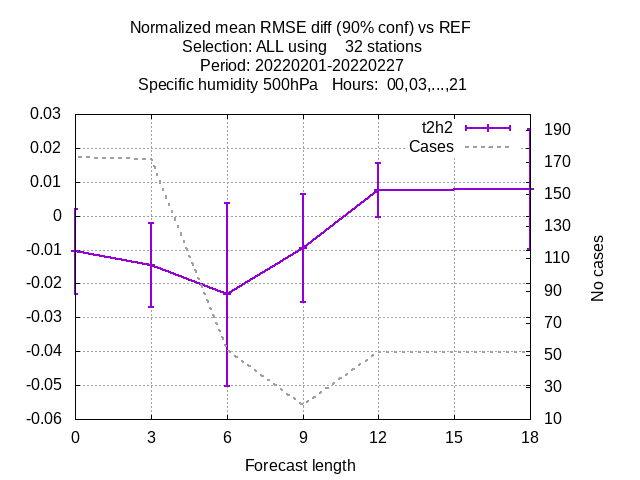 Normalized mean RMSE diff (90% conf) vs REF
Selection: ALL using    32 stations
Period: 20220201-20220227
Specific humidity 500hPa   Hours:  00,03,...,21
t2h2
Cases
0.03
0.02
0.01
0
-0.01
-0.02
-0.03
-0.04
-0.05
-0.06
190
170
150
130
110
90
70
50
30
10
No cases
0 3 6 9 12 15 18
Forecast length